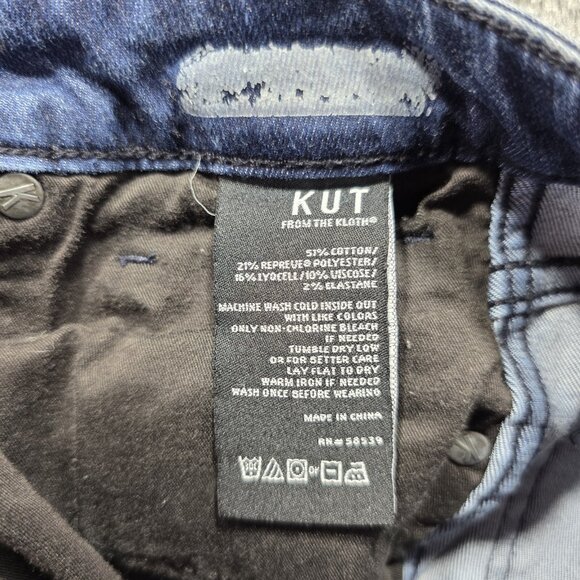 KUT
FROM THE KLOTH®
51% COTTON/
21% REPREVE® POLYESTER/
16% LYOCELL/10% VISCOSE/
2% ELASTANE
MACHINE WASH COLD INSIDE OUT
WITH LIKE COLORS
ONLY NON-CHLORINE BLEACH
IF NEEDED
TUMBLE DRY LOW
OR FOR BETTER CARE
LAY FLAT TO DRY
WARM IRON IF NEEDED
WASH ONCE BEFORE WEARING
MADE IN CHINA
RN# 58539
or